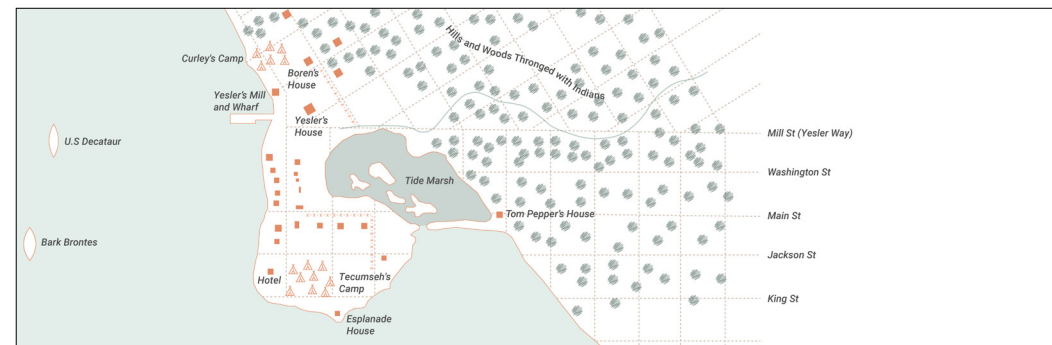 Hills and Woods Thronged with Indians
Curley's Camp
Boren's
House
Yesler's Mill
and Wharf
Yesler's
House
U.S Decataur
Mill St (Yesler Way)
Tide Marsh
Washington St
Tom Pepper's House
Main St
Bark Brontes
Jackson St
Hotel
Tecumseh's
Camp
King St
Esplanade
House